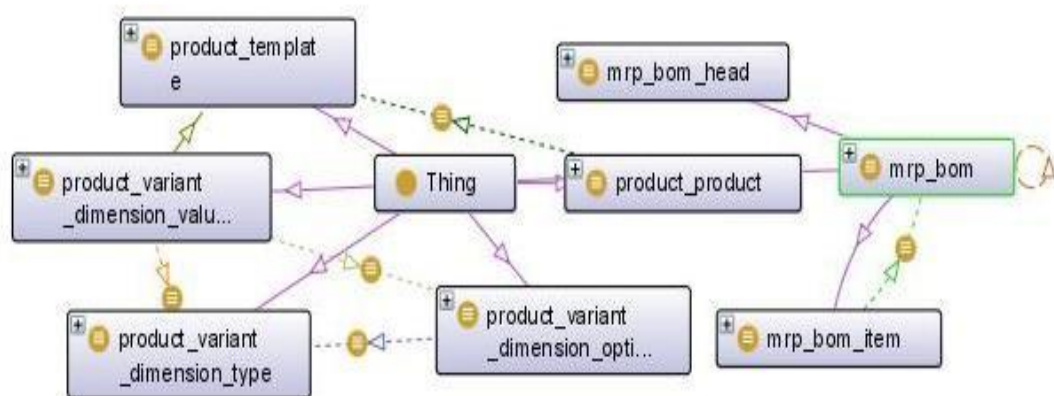 product_templat
e
mrp_bom_head
product_variant
_dimension_valu...
Thing
product_product
mrp_bom
product_variant
_dimension_type
product_variant
_dimension_opti...
mrp_bom_item